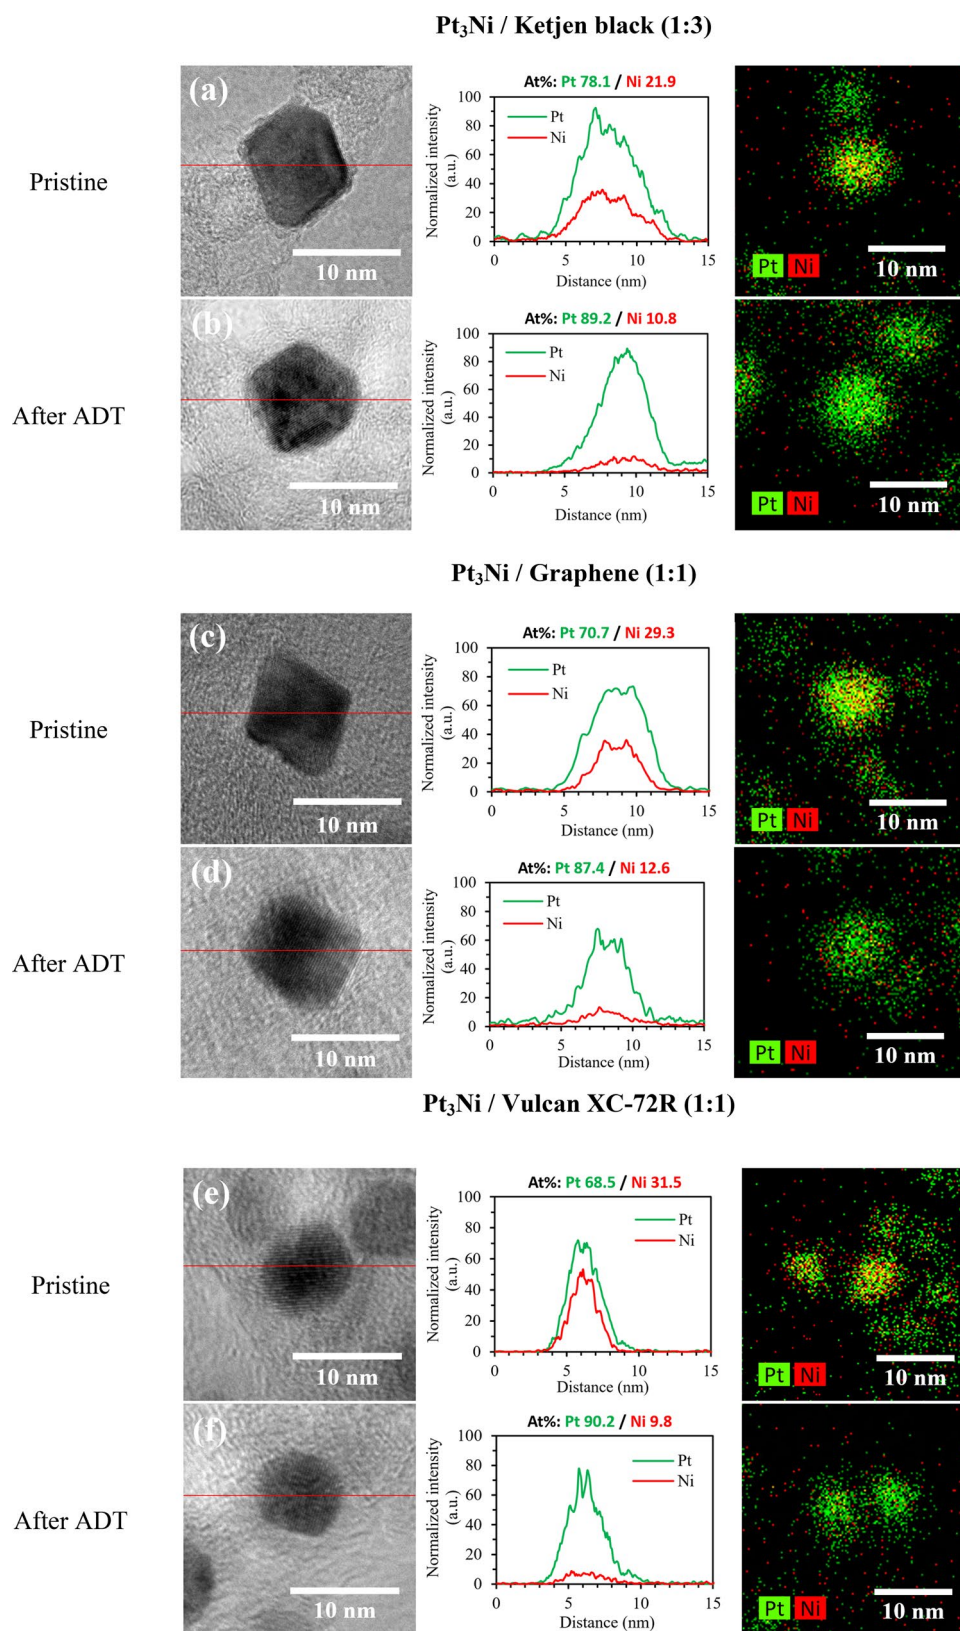 Pt₃Ni / Ketjen black (1:3)
Pristine
(a)
10 nm
At%: Pt 78.1 / Ni 21.9
Normalized intensity
(a.u.)
100
80
60
40
20
0
Pt
Ni
0 5 10 15
Distance (nm)
Pt Ni
10 nm
After ADT
(b)
10 nm
At%: Pt 89.2 / Ni 10.8
Normalized intensity
(a.u.)
100
80
60
40
20
0
Pt
Ni
0 5 10 15
Distance (nm)
Pt Ni
10 nm
Pt₃Ni / Graphene (1:1)
Pristine
(c)
10 nm
At%: Pt 70.7 / Ni 29.3
Normalized intensity
(a.u.)
100
80
60
40
20
0
Pt
Ni
0 5 10 15
Distance (nm)
Pt Ni
10 nm
After ADT
(d)
10 nm
At%: Pt 87.4 / Ni 12.6
Normalized intensity
(a.u.)
100
80
60
40
20
0
Pt
Ni
0 5 10 15
Distance (nm)
Pt Ni
10 nm
Pt₃Ni / Vulcan XC-72R (1:1)
Pristine
(e)
10 nm
At%: Pt 68.5 / Ni 31.5
Normalized intensity
(a.u.)
100
80
60
40
20
0
Pt
Ni
0 5 10 15
Distance (nm)
Pt Ni
10 nm
After ADT
(f)
10 nm
At%: Pt 90.2 / Ni 9.8
Normalized intensity
(a.u.)
100
80
60
40
20
0
Pt
Ni
0 5 10 15
Distance (nm)
Pt Ni
10 nm